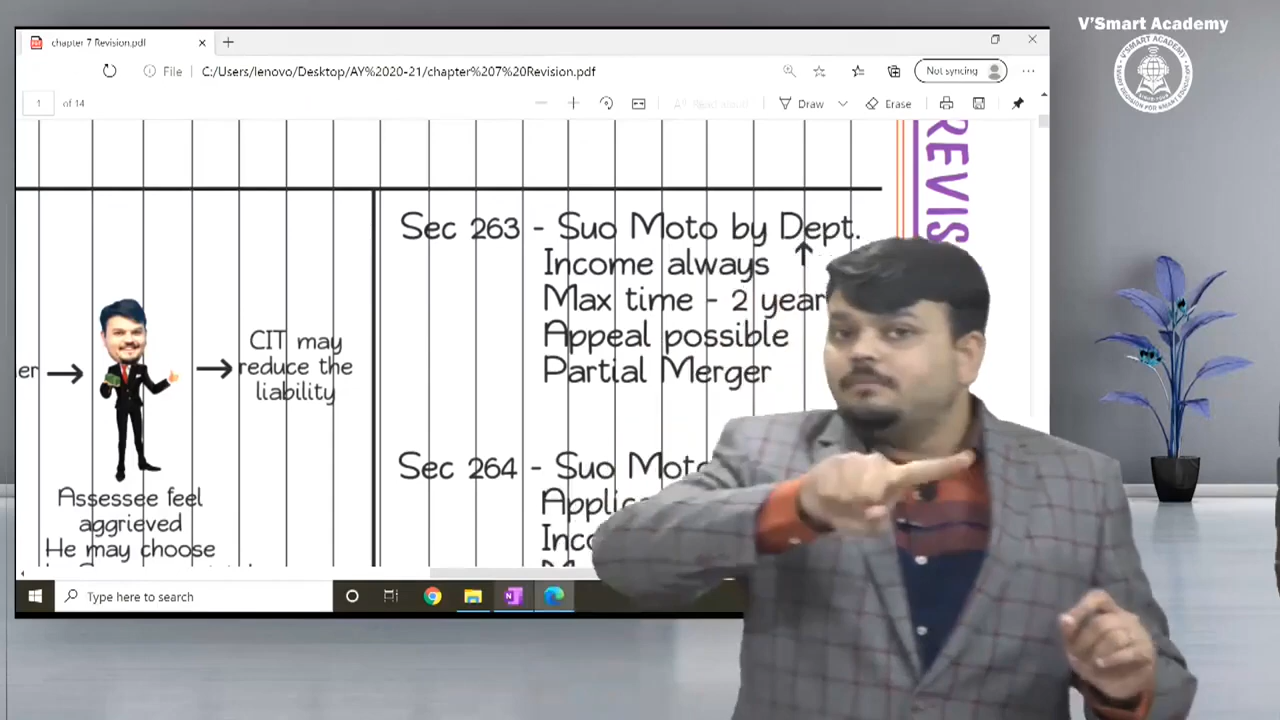 V'Smart Academy
chapter 7 Revision.pdf
File
C:/Users/lenovo/Desktop/AY%2020-21/chapter%207%20Revision.pdf
Not syncing
1 of 14
Read aloud
Draw
Erase
REVIS
Sec 263 - Suo Moto by Dept.
Income always ↑
Max time - 2 year
Appeal possible
Partial Merger
er → → CIT may
reduce the
liability
Assessee feel
aggrieved
He may choose
Sec 264 - Suo Moto
Applic
Inco
Type here to search